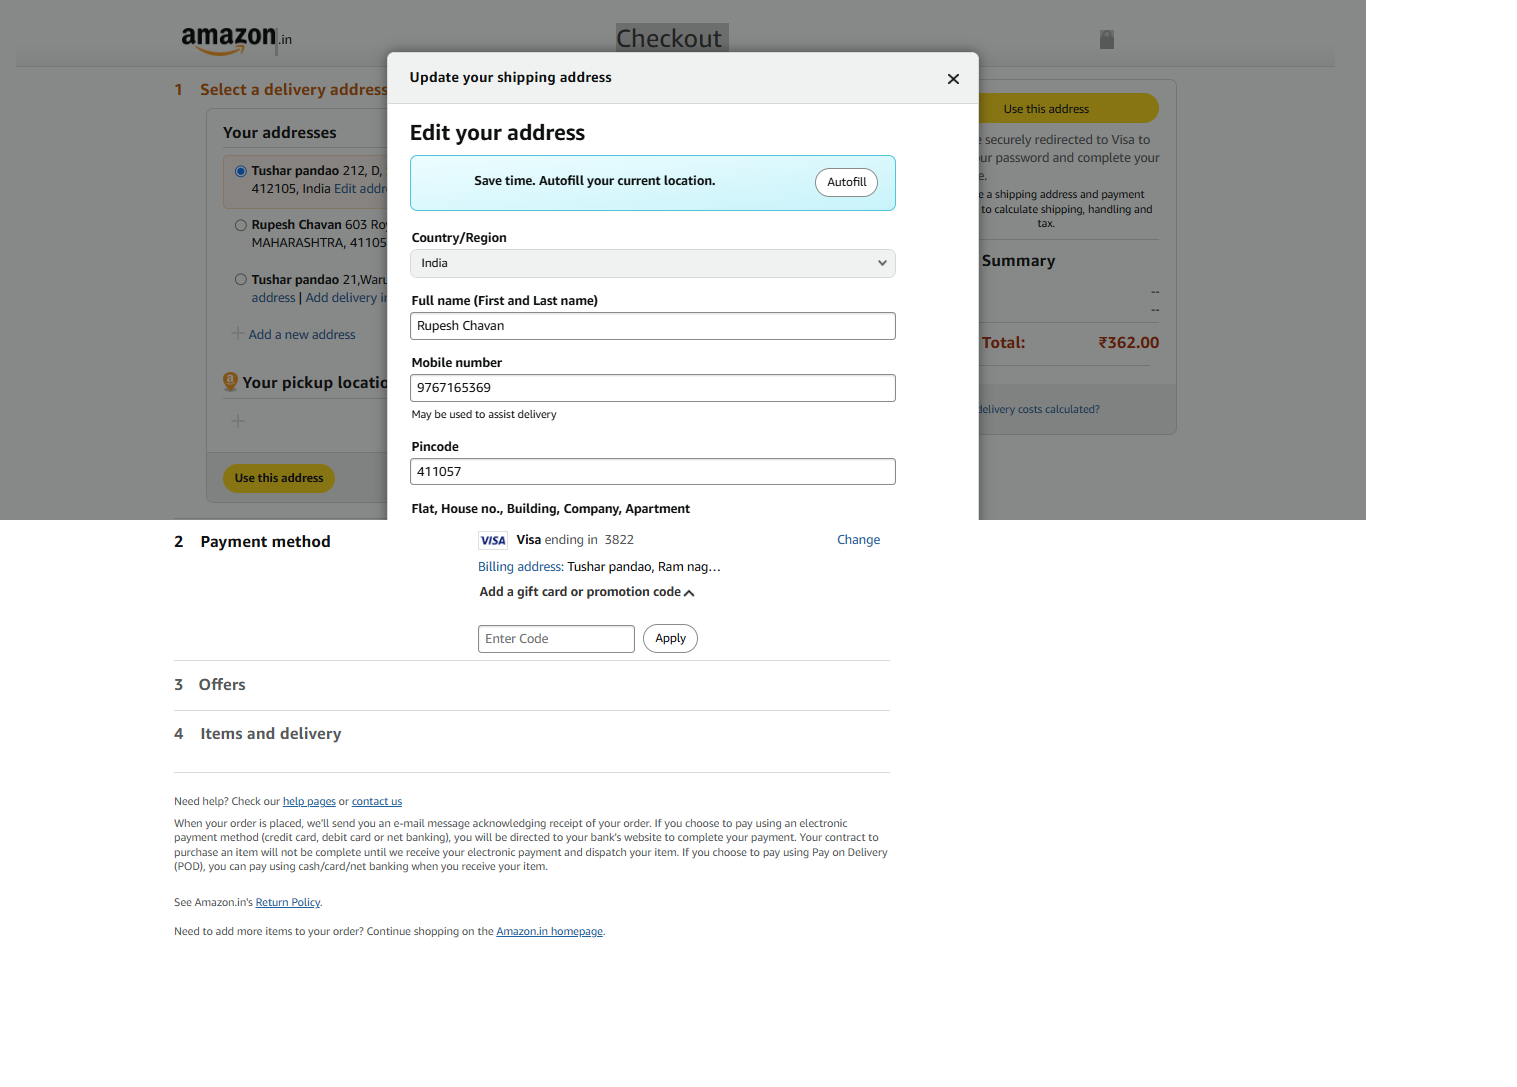 amazon.in
Checkout
Update your shipping address
1 Select a delivery address
Your addresses
Tushar pandao 212, D,
412105, India Edit addr
Rupesh Chavan 603 Roy
MAHARASHTRA, 41105
Tushar pandao 21,Waru
address | Add delivery in
Add a new address
Your pickup locatio
Use this address
Edit your address
Save time. Autofill your current location.
Autofill
Country/Region
India
Full name (First and Last name)
Rupesh Chavan
Mobile number
9767165369
May be used to assist delivery
Pincode
411057
Flat, House no., Building, Company, Apartment
Use this address
e securely redirected to Visa to
ur password and complete your
e.
e a shipping address and payment
to calculate shipping, handling and
tax.
Summary
--
--
Total: ₹362.00
delivery costs calculated?
2 Payment method
VISA Visa ending in 3822
Change
Billing address: Tushar pandao, Ram nag...
Add a gift card or promotion code
Enter Code
Apply
3 Offers
4 Items and delivery
Need help? Check our help pages or contact us
When your order is placed, we'll send you an e-mail message acknowledging receipt of your order. If you choose to pay using an electronic
payment method (credit card, debit card or net banking), you will be directed to your bank's website to complete your payment. Your contract to
purchase an item will not be complete until we receive your electronic payment and dispatch your item. If you choose to pay using Pay on Delivery
(POD), you can pay using cash/card/net banking when you receive your item.
See Amazon.in's Return Policy.
Need to add more items to your order? Continue shopping on the Amazon.in homepage.